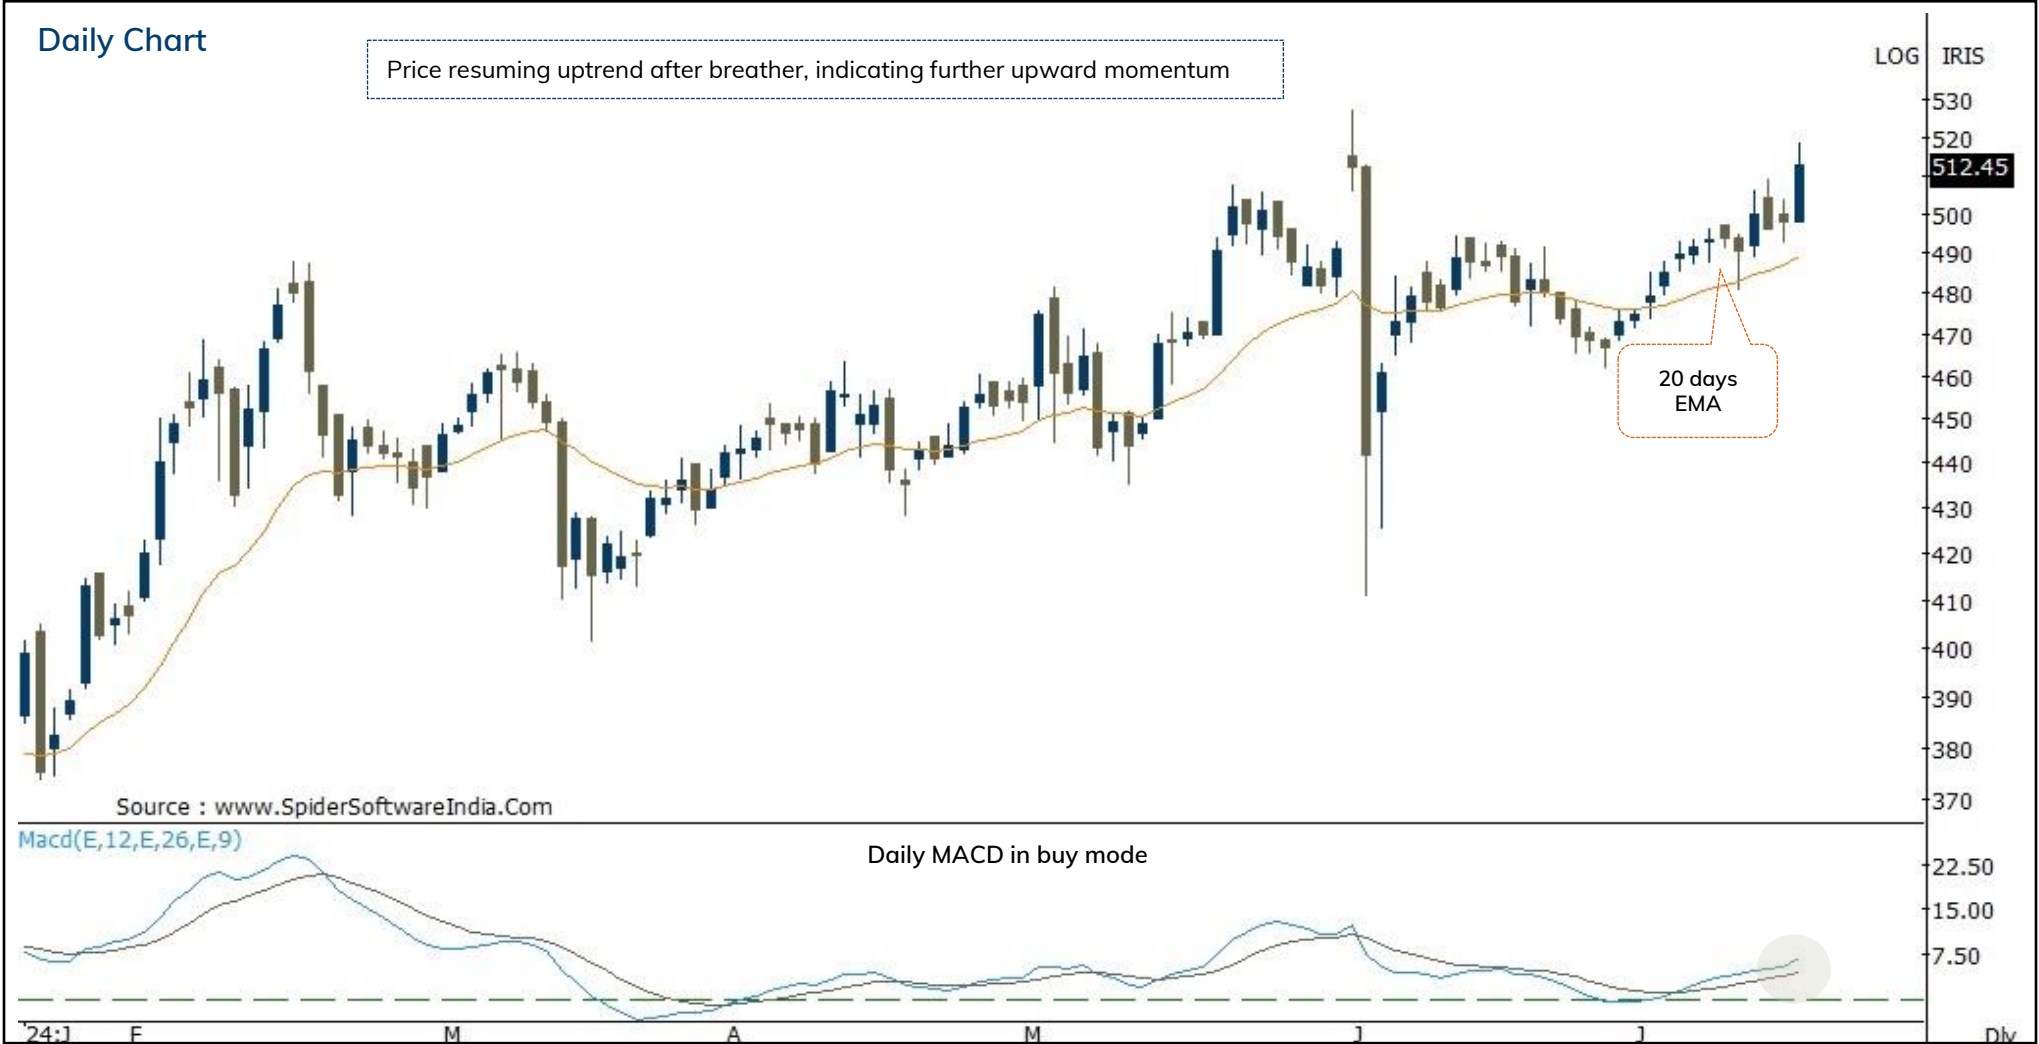 Daily Chart
Price resuming uptrend after breather, indicating further upward momentum
LOG IRIS
530
520
512.45
500
490
480
470
460
450
440
430
420
410
400
390
380
370
20 days
EMA
Source : www.SpiderSoftwareIndia.Com
Macd(E,12,E,26,E,9)
Daily MACD in buy mode
22.50
15.00
7.50
'24:J F M A M J J Dly